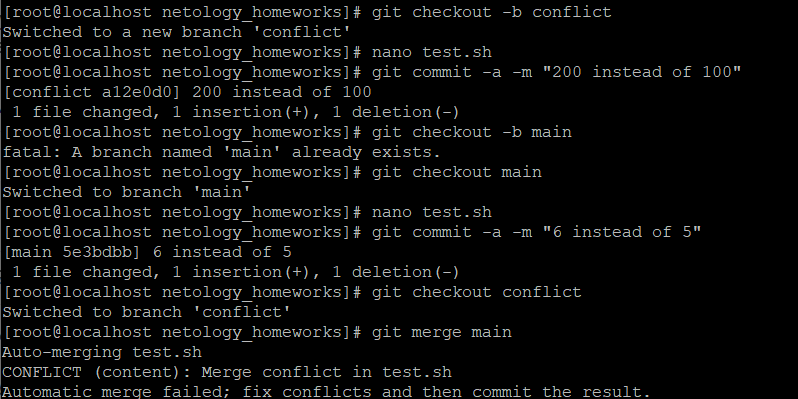 [root@localhost netology_homeworks]# git checkout -b conflict
Switched to a new branch 'conflict'
[root@localhost netology_homeworks]# nano test.sh
[root@localhost netology_homeworks]# git commit -a -m "200 instead of 100"
[conflict a12e0d0] 200 instead of 100
 1 file changed, 1 insertion(+), 1 deletion(-)
[root@localhost netology_homeworks]# git checkout -b main
fatal: A branch named 'main' already exists.
[root@localhost netology_homeworks]# git checkout main
Switched to branch 'main'
[root@localhost netology_homeworks]# nano test.sh
[root@localhost netology_homeworks]# git commit -a -m "6 instead of 5"
[main 5e3bdbb] 6 instead of 5
 1 file changed, 1 insertion(+), 1 deletion(-)
[root@localhost netology_homeworks]# git checkout conflict
Switched to branch 'conflict'
[root@localhost netology_homeworks]# git merge main
Auto-merging test.sh
CONFLICT (content): Merge conflict in test.sh
Automatic merge failed; fix conflicts and then commit the result.